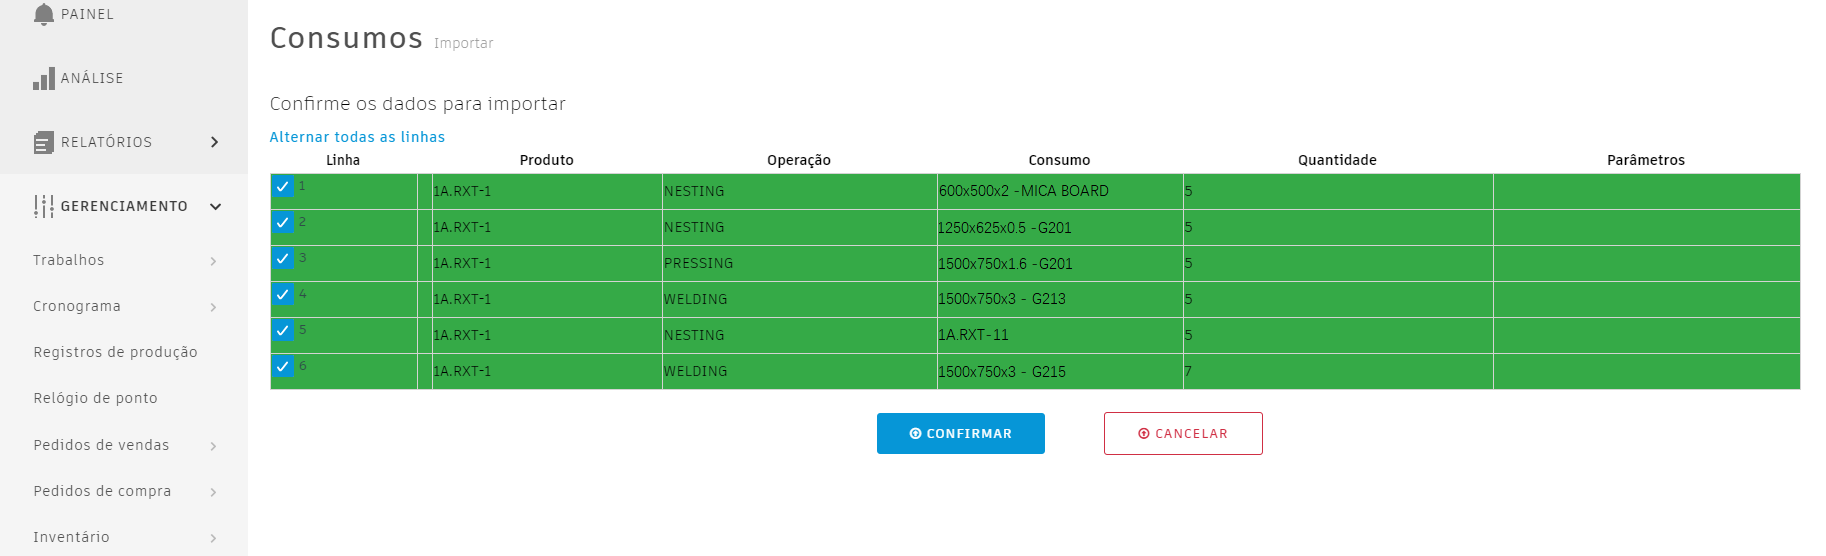 PAINEL
ANÁLISE
RELATÓRIOS
GERENCIAMENTO
Trabalhos
Cronograma
Registros de produção
Relógio de ponto
Pedidos de vendas
Pedidos de compra
Inventário
Consumos Importar
Confirme os dados para importar
Alternar todas as linhas
Linha Produto Operação Consumo Quantidade Parâmetros
1 1A.RXT-1 NESTING 600x500x2 -MICA BOARD 5
2 1A.RXT-1 NESTING 1250x625x0.5 -G201 5
3 1A.RXT-1 PRESSING 1500x750x1.6 -G201 5
4 1A.RXT-1 WELDING 1500x750x3 - G213 5
5 1A.RXT-1 NESTING 1A.RXT-11 5
6 1A.RXT-1 WELDING 1500x750x3 - G215 7
CONFIRMAR CANCELAR